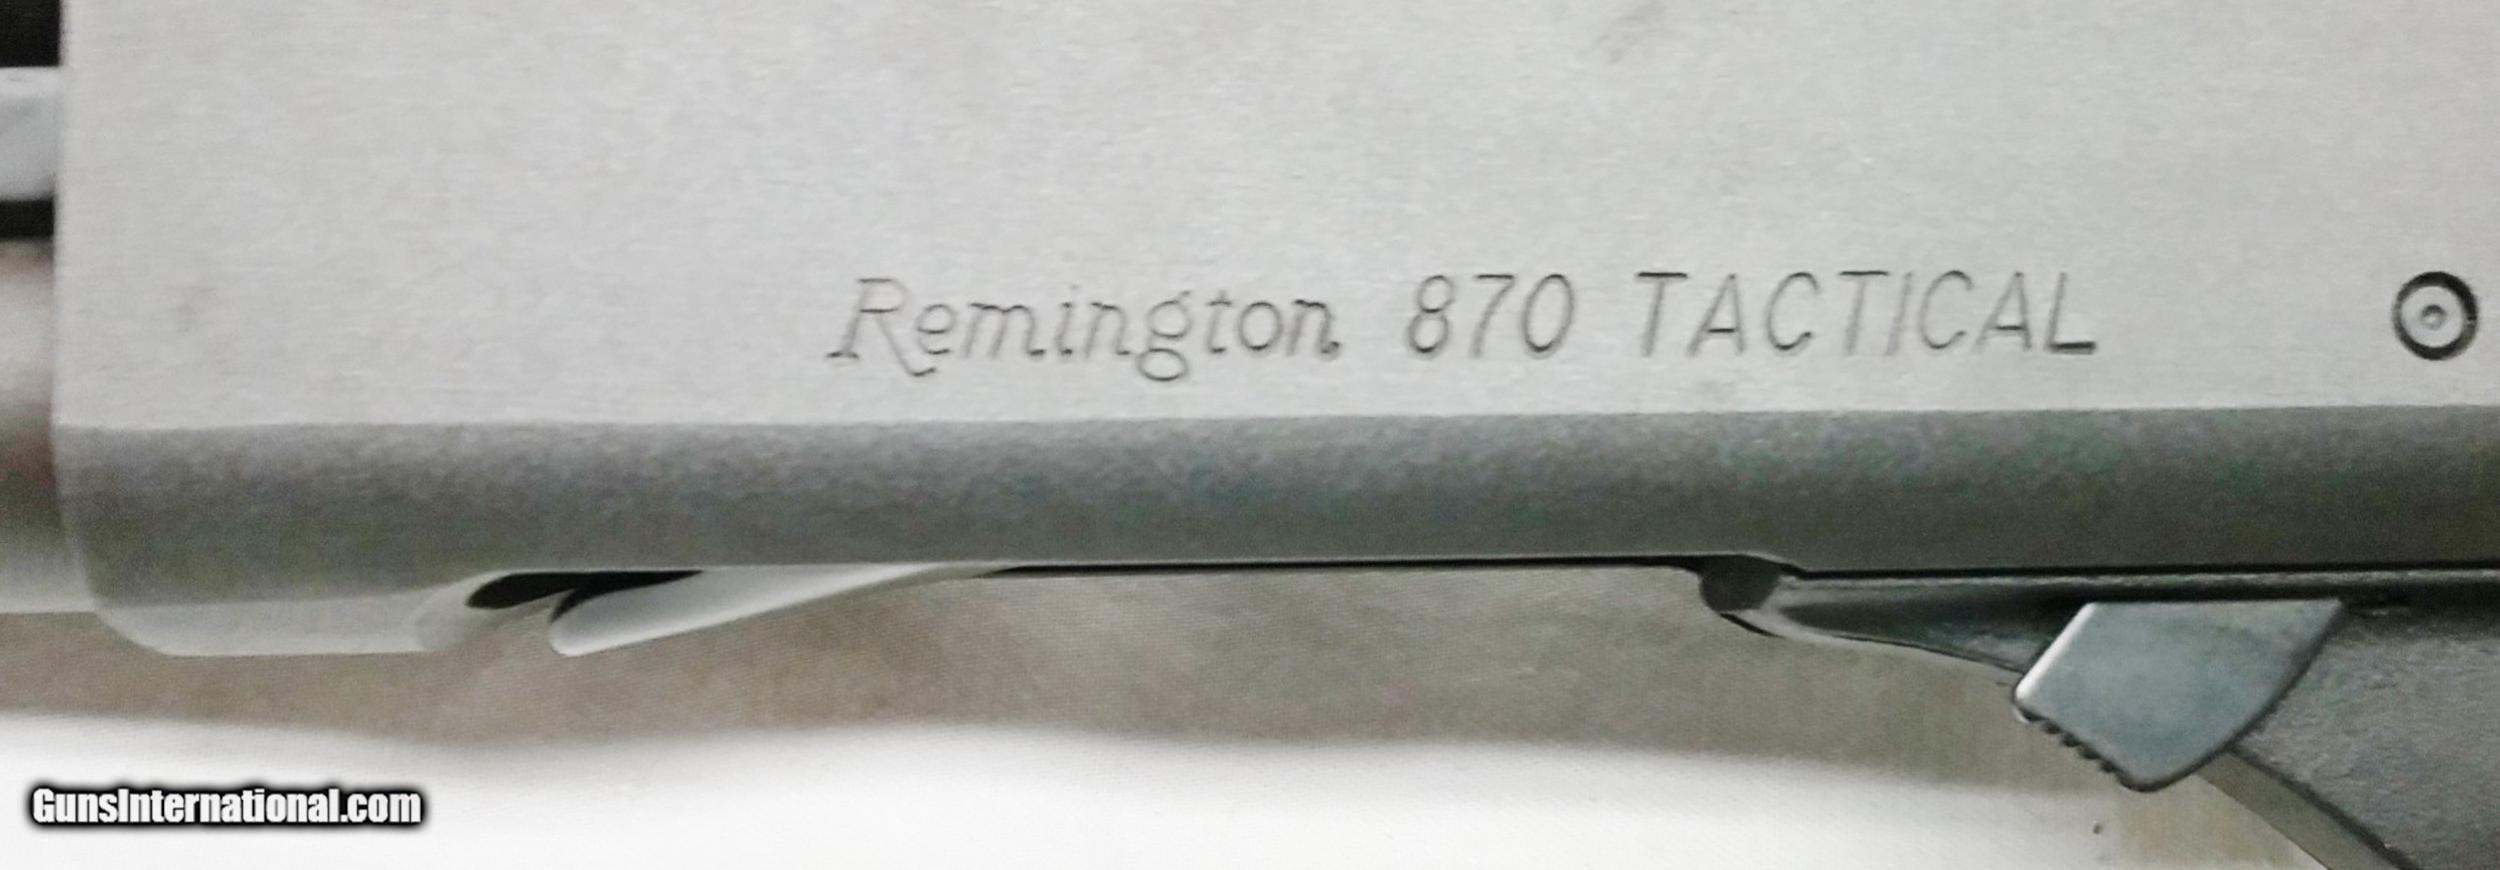 Remington 870 TACTICAL
GunsInternational.com